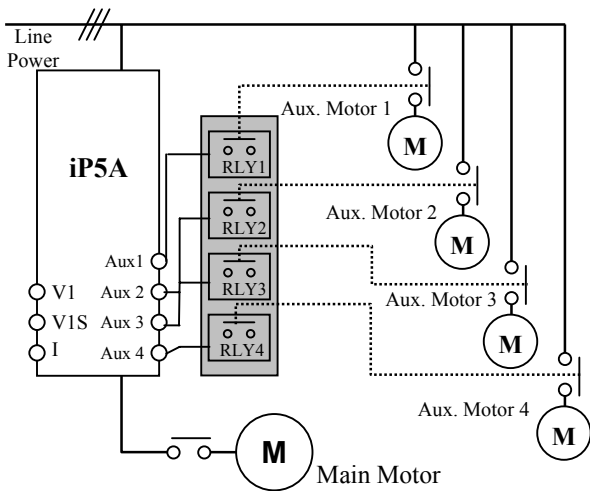 Line
Power
Aux. Motor 1
M
iP5A
RLY1
RLY2
Aux. Motor 2
M
Aux1
V1
Aux 2
RLY3
Aux. Motor 3
V1S
Aux 3
M
I
Aux 4
RLY4
Aux. Motor 4
M
M
Main Motor